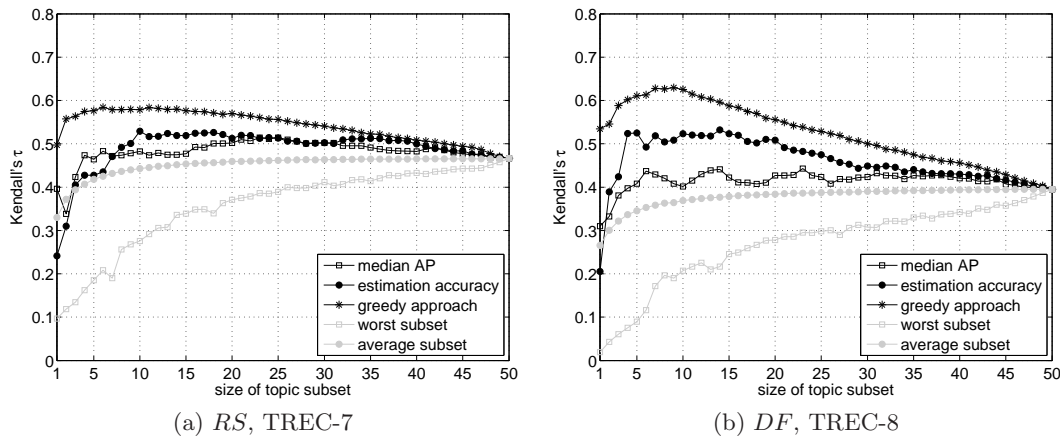 0.8
0.7
0.6
0.5
0.4
0.3
0.2
0.1
0
Kendall's τ
median AP
estimation accuracy
greedy approach
worst subset
average subset
1 5 10 15 20 25 30 35 40 45 50
size of topic subset
(a) RS, TREC-7
0.8
0.7
0.6
0.5
0.4
0.3
0.2
0.1
0
Kendall's τ
median AP
estimation accuracy
greedy approach
worst subset
average subset
1 5 10 15 20 25 30 35 40 45 50
size of topic subset
(b) DF, TREC-8